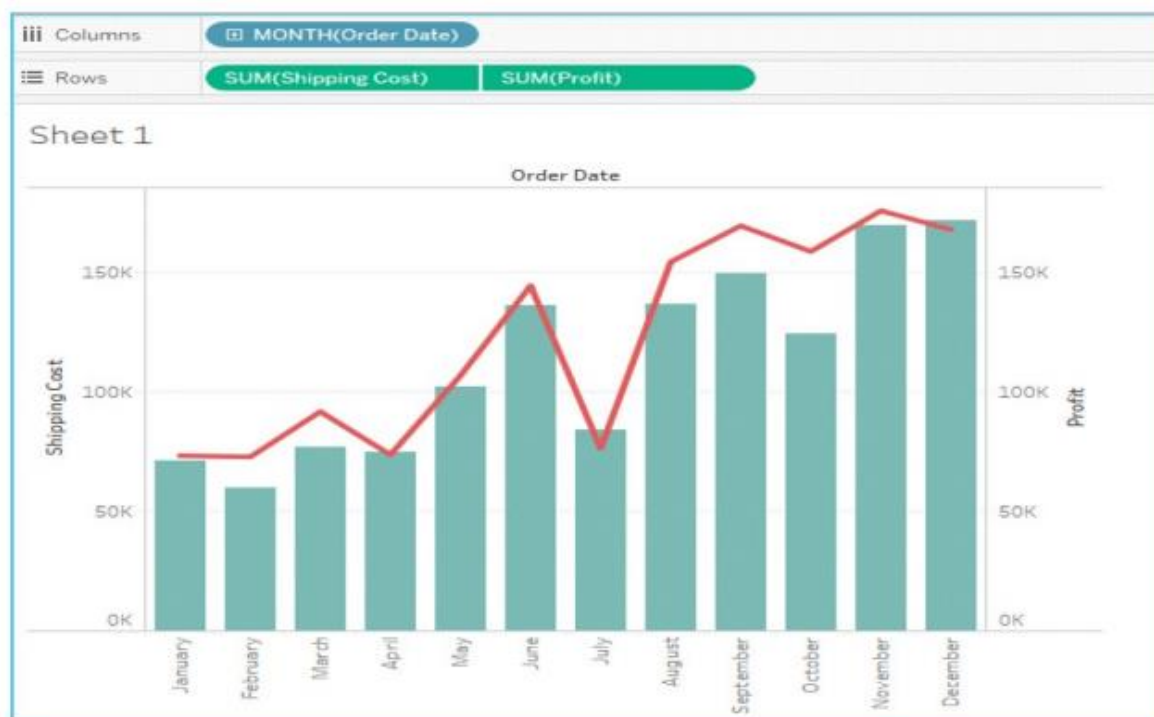 Columns MONTH(Order Date)
Rows SUM(Shipping Cost) SUM(Profit)
Sheet 1
Order Date
150K 150K
100K 100K
50K 50K
0K 0K
Shipping Cost
Profit
January February March April May June July August September October November December